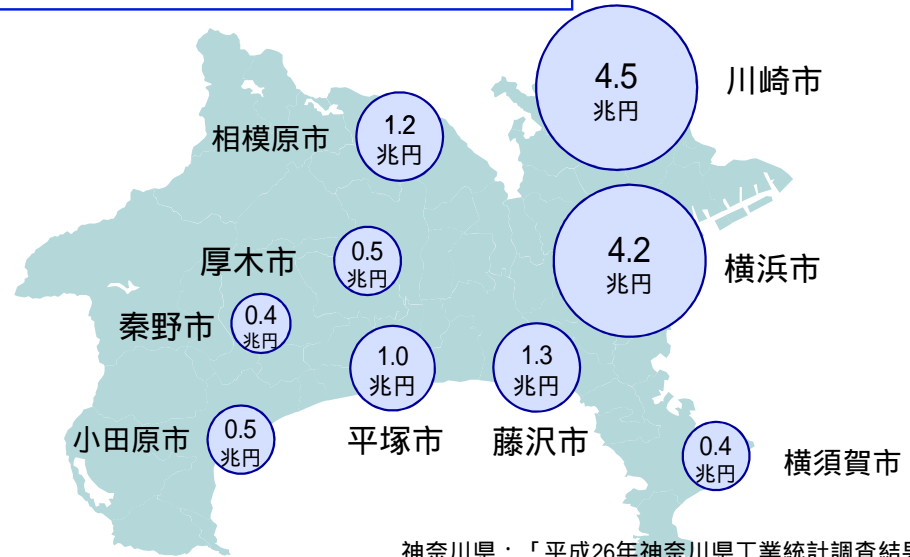 4.5
兆円
川崎市
相模原市
1.2
兆円
厚木市
0.5
兆円
4.2
兆円
横浜市
秦野市
0.4
兆円
1.0
兆円
平塚市
1.3
兆円
藤沢市
小田原市
0.5
兆円
0.4
兆円
横須賀市
神奈川県：「平成26年神奈川県工業統計調査結果